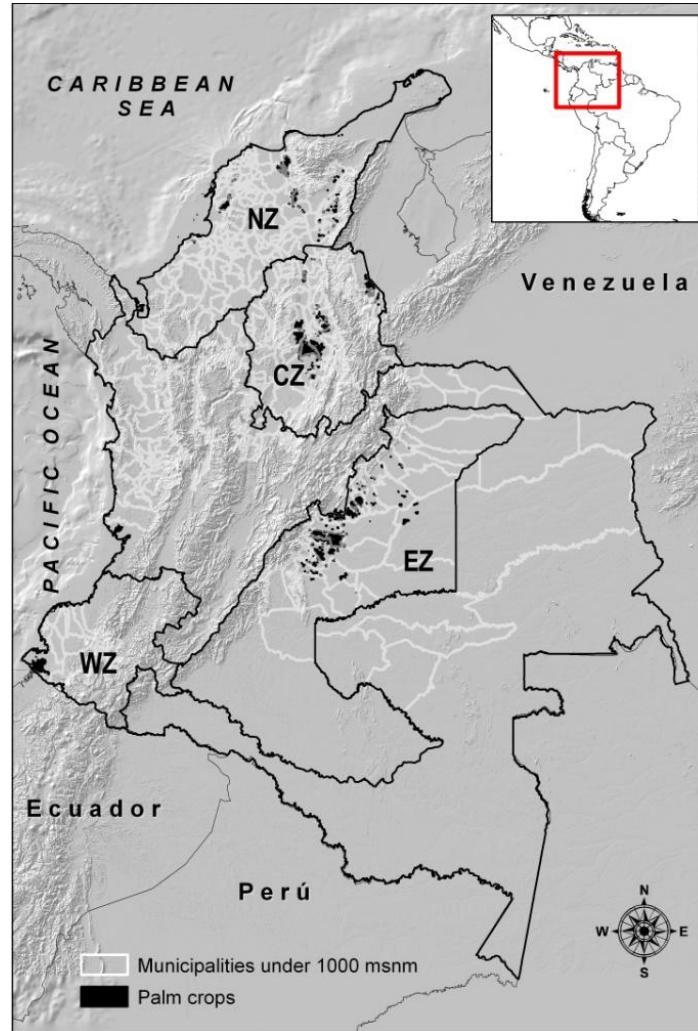 CARIBBEAN
SEA
NZ
Venezuela
CZ
PACIFIC OCEAN
EZ
WZ
Ecuador
Perú
N
W E
S
Municipalities under 1000 msnm
Palm crops